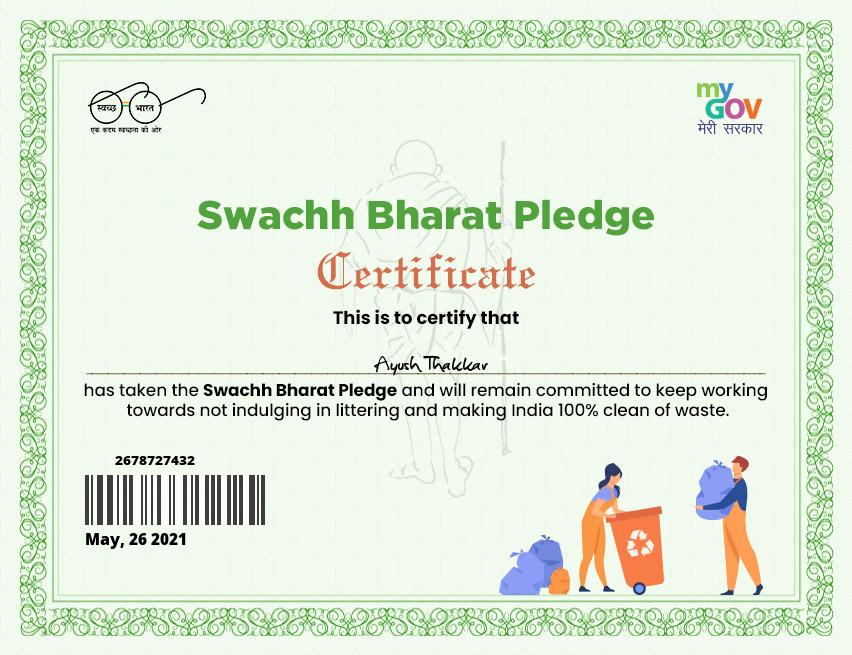 स्वच्छ भारत
एक कदम स्वच्छता की ओर
my
GOV
मेरी सरकार
Swachh Bharat Pledge
Certificate
This is to certify that
Ayush Thakkar
has taken the Swachh Bharat Pledge and will remain committed to keep working
towards not indulging in littering and making India 100% clean of waste.
2678727432
May, 26 2021